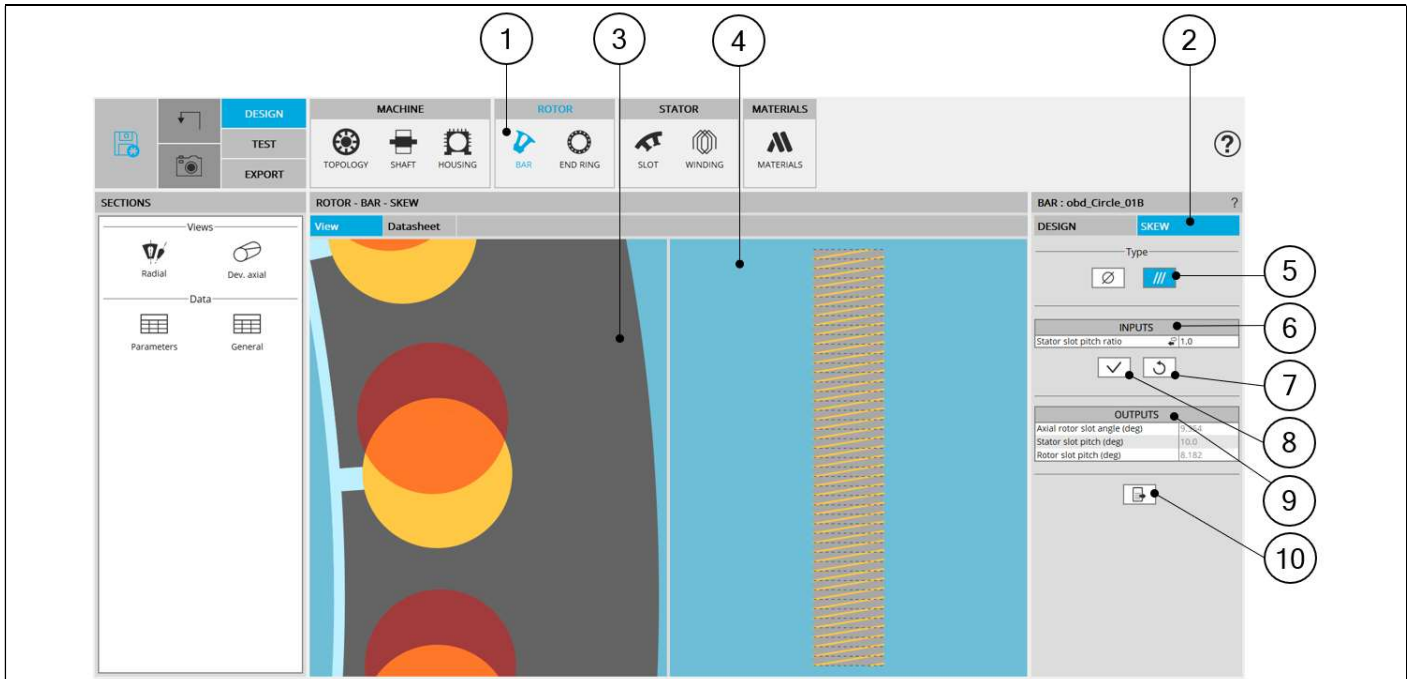 1
3
4
2
DESIGN
TEST
EXPORT
MACHINE
TOPOLOGY
SHAFT
HOUSING
ROTOR
BAR
END RING
STATOR
SLOT
WINDING
MATERIALS
MATERIALS
?
SECTIONS
Views
Radial
Dev. axial
Data
Parameters
General
ROTOR - BAR - SKEW
View
Datasheet
BAR : obd_Circle_01B
?
DESIGN
SKEW
Type
5
INPUTS
6
Stator slot pitch ratio
1.0
7
8
OUTPUTS
Axial rotor slot angle (deg)
Stator slot pitch (deg)
10.0
Rotor slot pitch (deg)
8.182
9
10